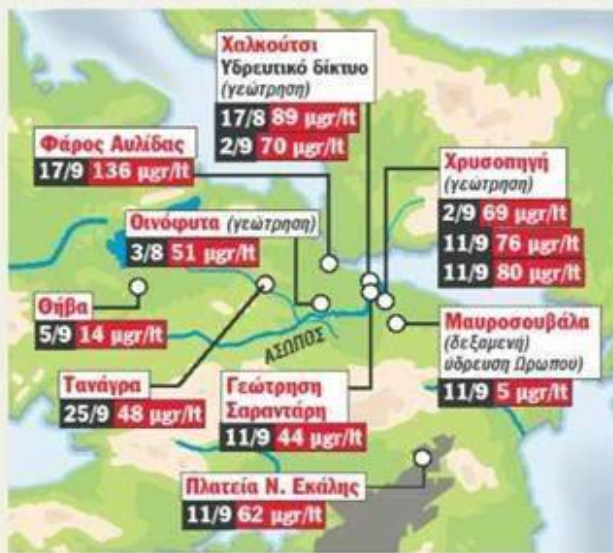 Χαλκούτσι
Υδρευτικό δίκτυο
(γεώτρηση)
17/8 89 μgr/lt
2/9 70 μgr/lt
Φάρος Αυλίδας
17/9 136 μgr/lt
Χρυσοπηγή
(γεώτρηση)
2/9 69 μgr/lt
11/9 76 μgr/lt
11/9 80 μgr/lt
Οινόφυτα (γεώτρηση)
3/8 51 μgr/lt
Θήβα
5/9 14 μgr/lt
ΑΣΩΠΟΣ
Μαυροσουβάλα
(δεξαμενή)
ύδρευση Ωρωπου)
11/9 5 μgr/lt
Τανάγρα
25/9 48 μgr/lt
Γεώτρηση
Σαραντάρη
11/9 44 μgr/lt
Πλατεία Ν. Εκάλης
11/9 62 μgr/lt